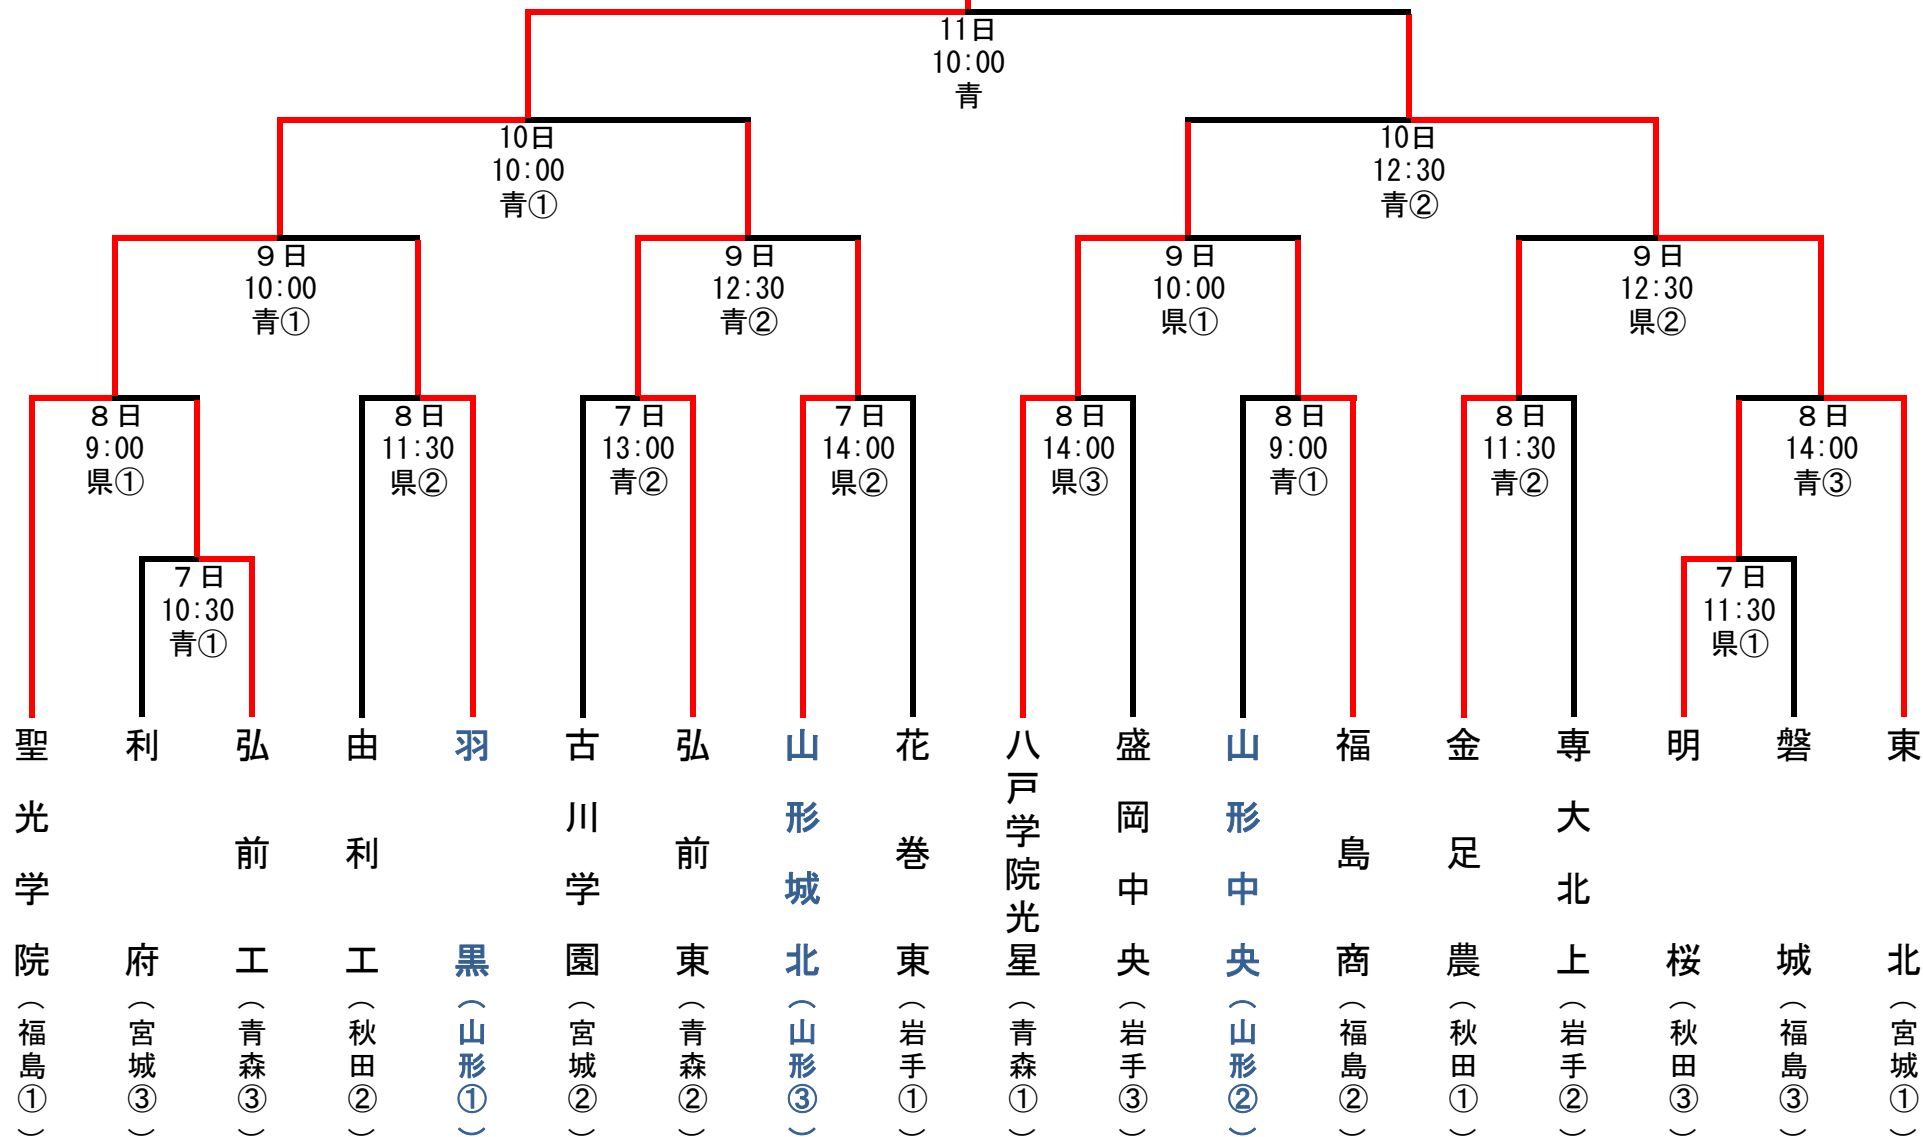 11日
10:00
青
10日
10:00
青①
10日
12:30
青②
9日
10:00
青①
9日
12:30
青②
9日
10:00
県①
9日
12:30
県②
8日
9:00
県①
8日
11:30
県②
7日
13:00
青②
7日
14:00
県②
8日
14:00
県③
8日
9:00
青①
8日
11:30
青②
8日
14:00
青③
7日
10:30
青①
7日
11:30
県①
聖光学院(福島①)
利府(宮城③)
弘前工(青森③)
由利工(秋田②)
羽黒(山形①)
古川学園(宮城②)
弘前東(青森②)
山形城北(山形③)
花巻東(岩手①)
八戸学院光星(青森①)
盛岡中央(岩手③)
山形中央(山形②)
福島商(福島②)
金足農(秋田①)
専大北上(岩手②)
明桜(秋田③)
磐城(福島③)
東北(宮城①)